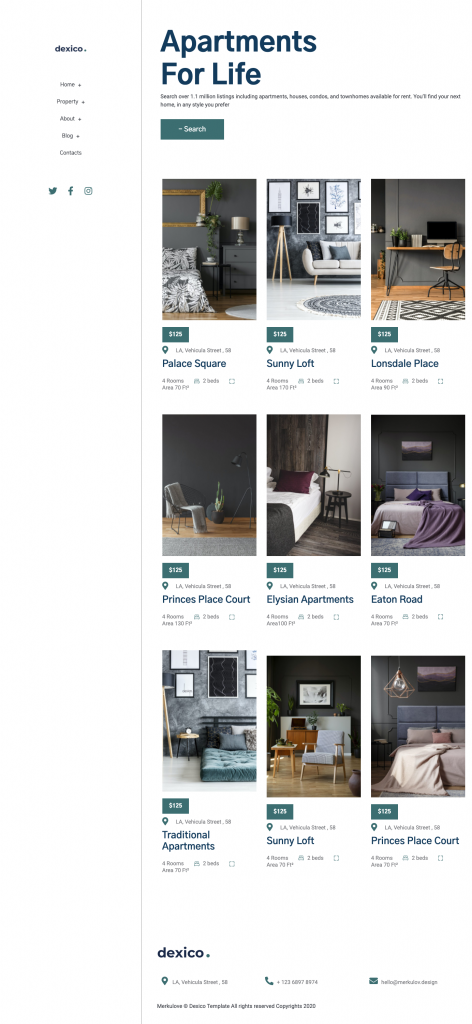 dexico.
Home +
Property +
About +
Blog +
Contacts
Apartments
For Life
Search over 1.1 million listings including apartments, houses, condos, and townhomes available for rent. You'll find your next
home, in any style you prefer
– Search
$125
LA, Vehicula Street , 58
Palace Square
4 Rooms 2 beds
Area 70 Ft²
$125
LA, Vehicula Street , 58
Sunny Loft
4 Rooms 2 beds
Area 170 Ft²
$125
LA, Vehicula Street , 58
Lonsdale Place
4 Rooms 2 beds
Area 90 Ft²
$125
LA, Vehicula Street , 58
Princes Place Court
4 Rooms 2 beds
Area 130 Ft²
$125
LA, Vehicula Street , 58
Elysian Apartments
4 Rooms 2 beds
Area100 Ft²
$125
LA, Vehicula Street , 58
Eaton Road
4 Rooms 2 beds
Area 70 Ft²
$125
LA, Vehicula Street , 58
Traditional
Apartments
4 Rooms 2 beds
Area 70 Ft²
$125
LA, Vehicula Street , 58
Sunny Loft
4 Rooms 2 beds
Area 70 Ft²
$125
LA, Vehicula Street , 58
Princes Place Court
4 Rooms 2 beds
Area 70 Ft²
dexico.
LA, Vehicula Street , 58
+ 123 6897 8974
hello@merkulov.design
Merkulove © Dexico Template All rights reserved Copyrights 2020